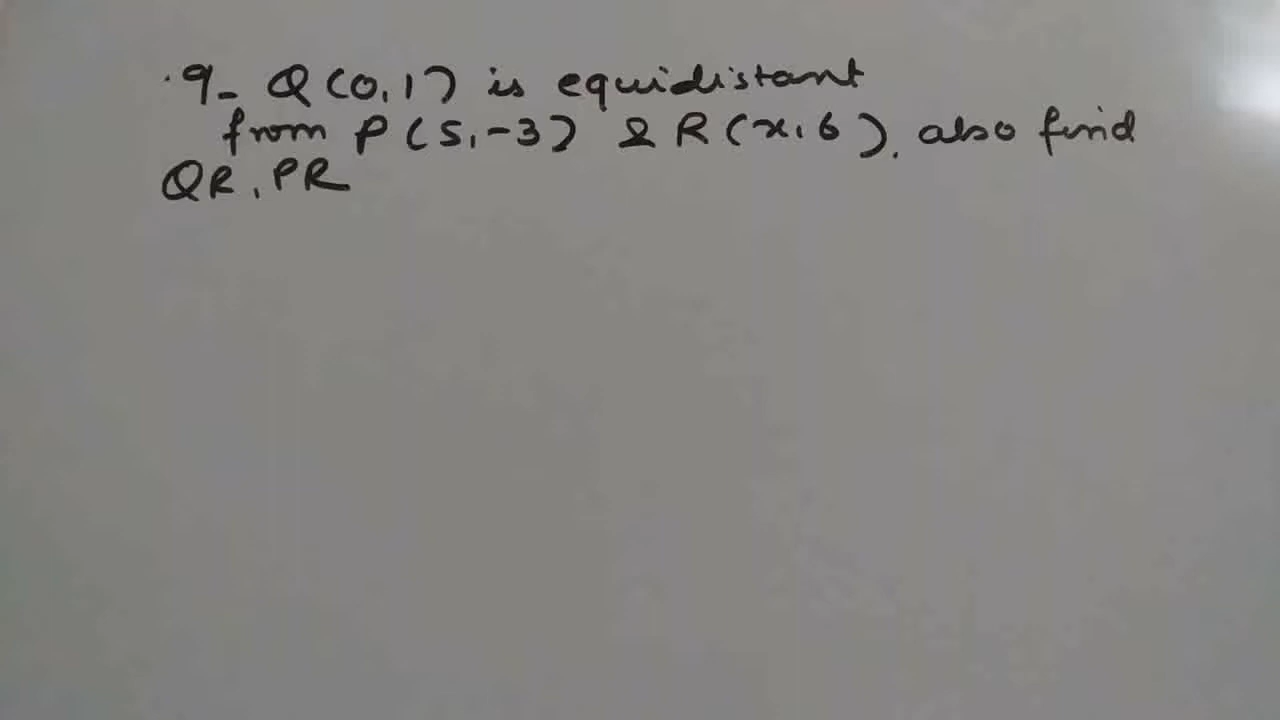 9- Q(0,1) is equidistant
from P(5,-3) & R(x,6), also find
QR, PR